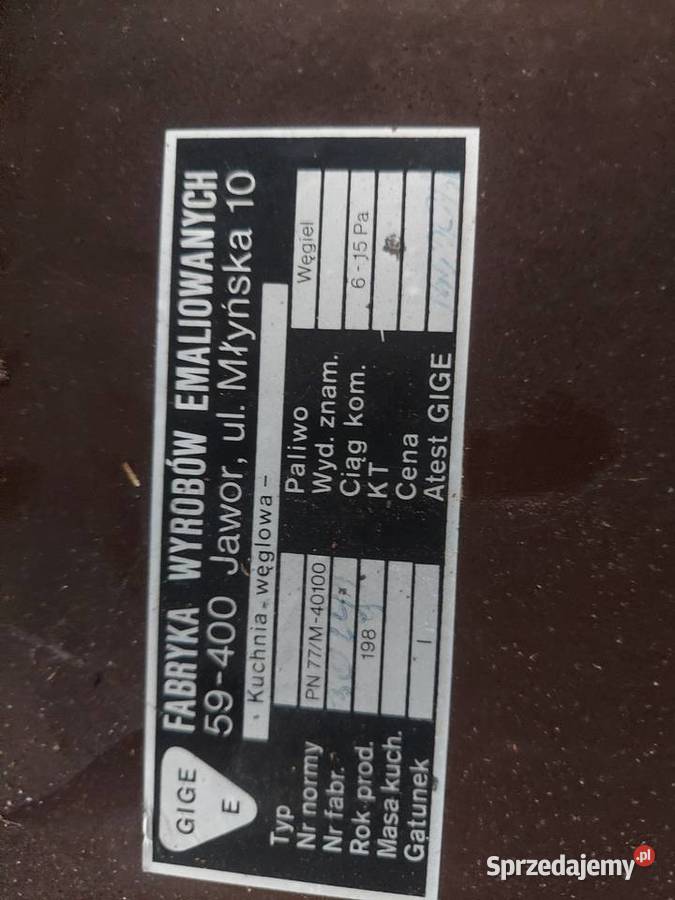 GIGE
E
FABRYKA WYROBÓW EMALIOWANYCH
59-400 Jawor, ul. Młyńska 10
Kuchnia - węglowa -
Typ
Nr normy PN 77/M-40100
Nr fabr.
Rok prod. 198
Masa kuch.
Gatunek I
Paliwo Węgiel
Wyd. znam.
Ciąg kom. 6-15 Pa
KT
Cena
Atest GIGE
Sprzedajemy.pl